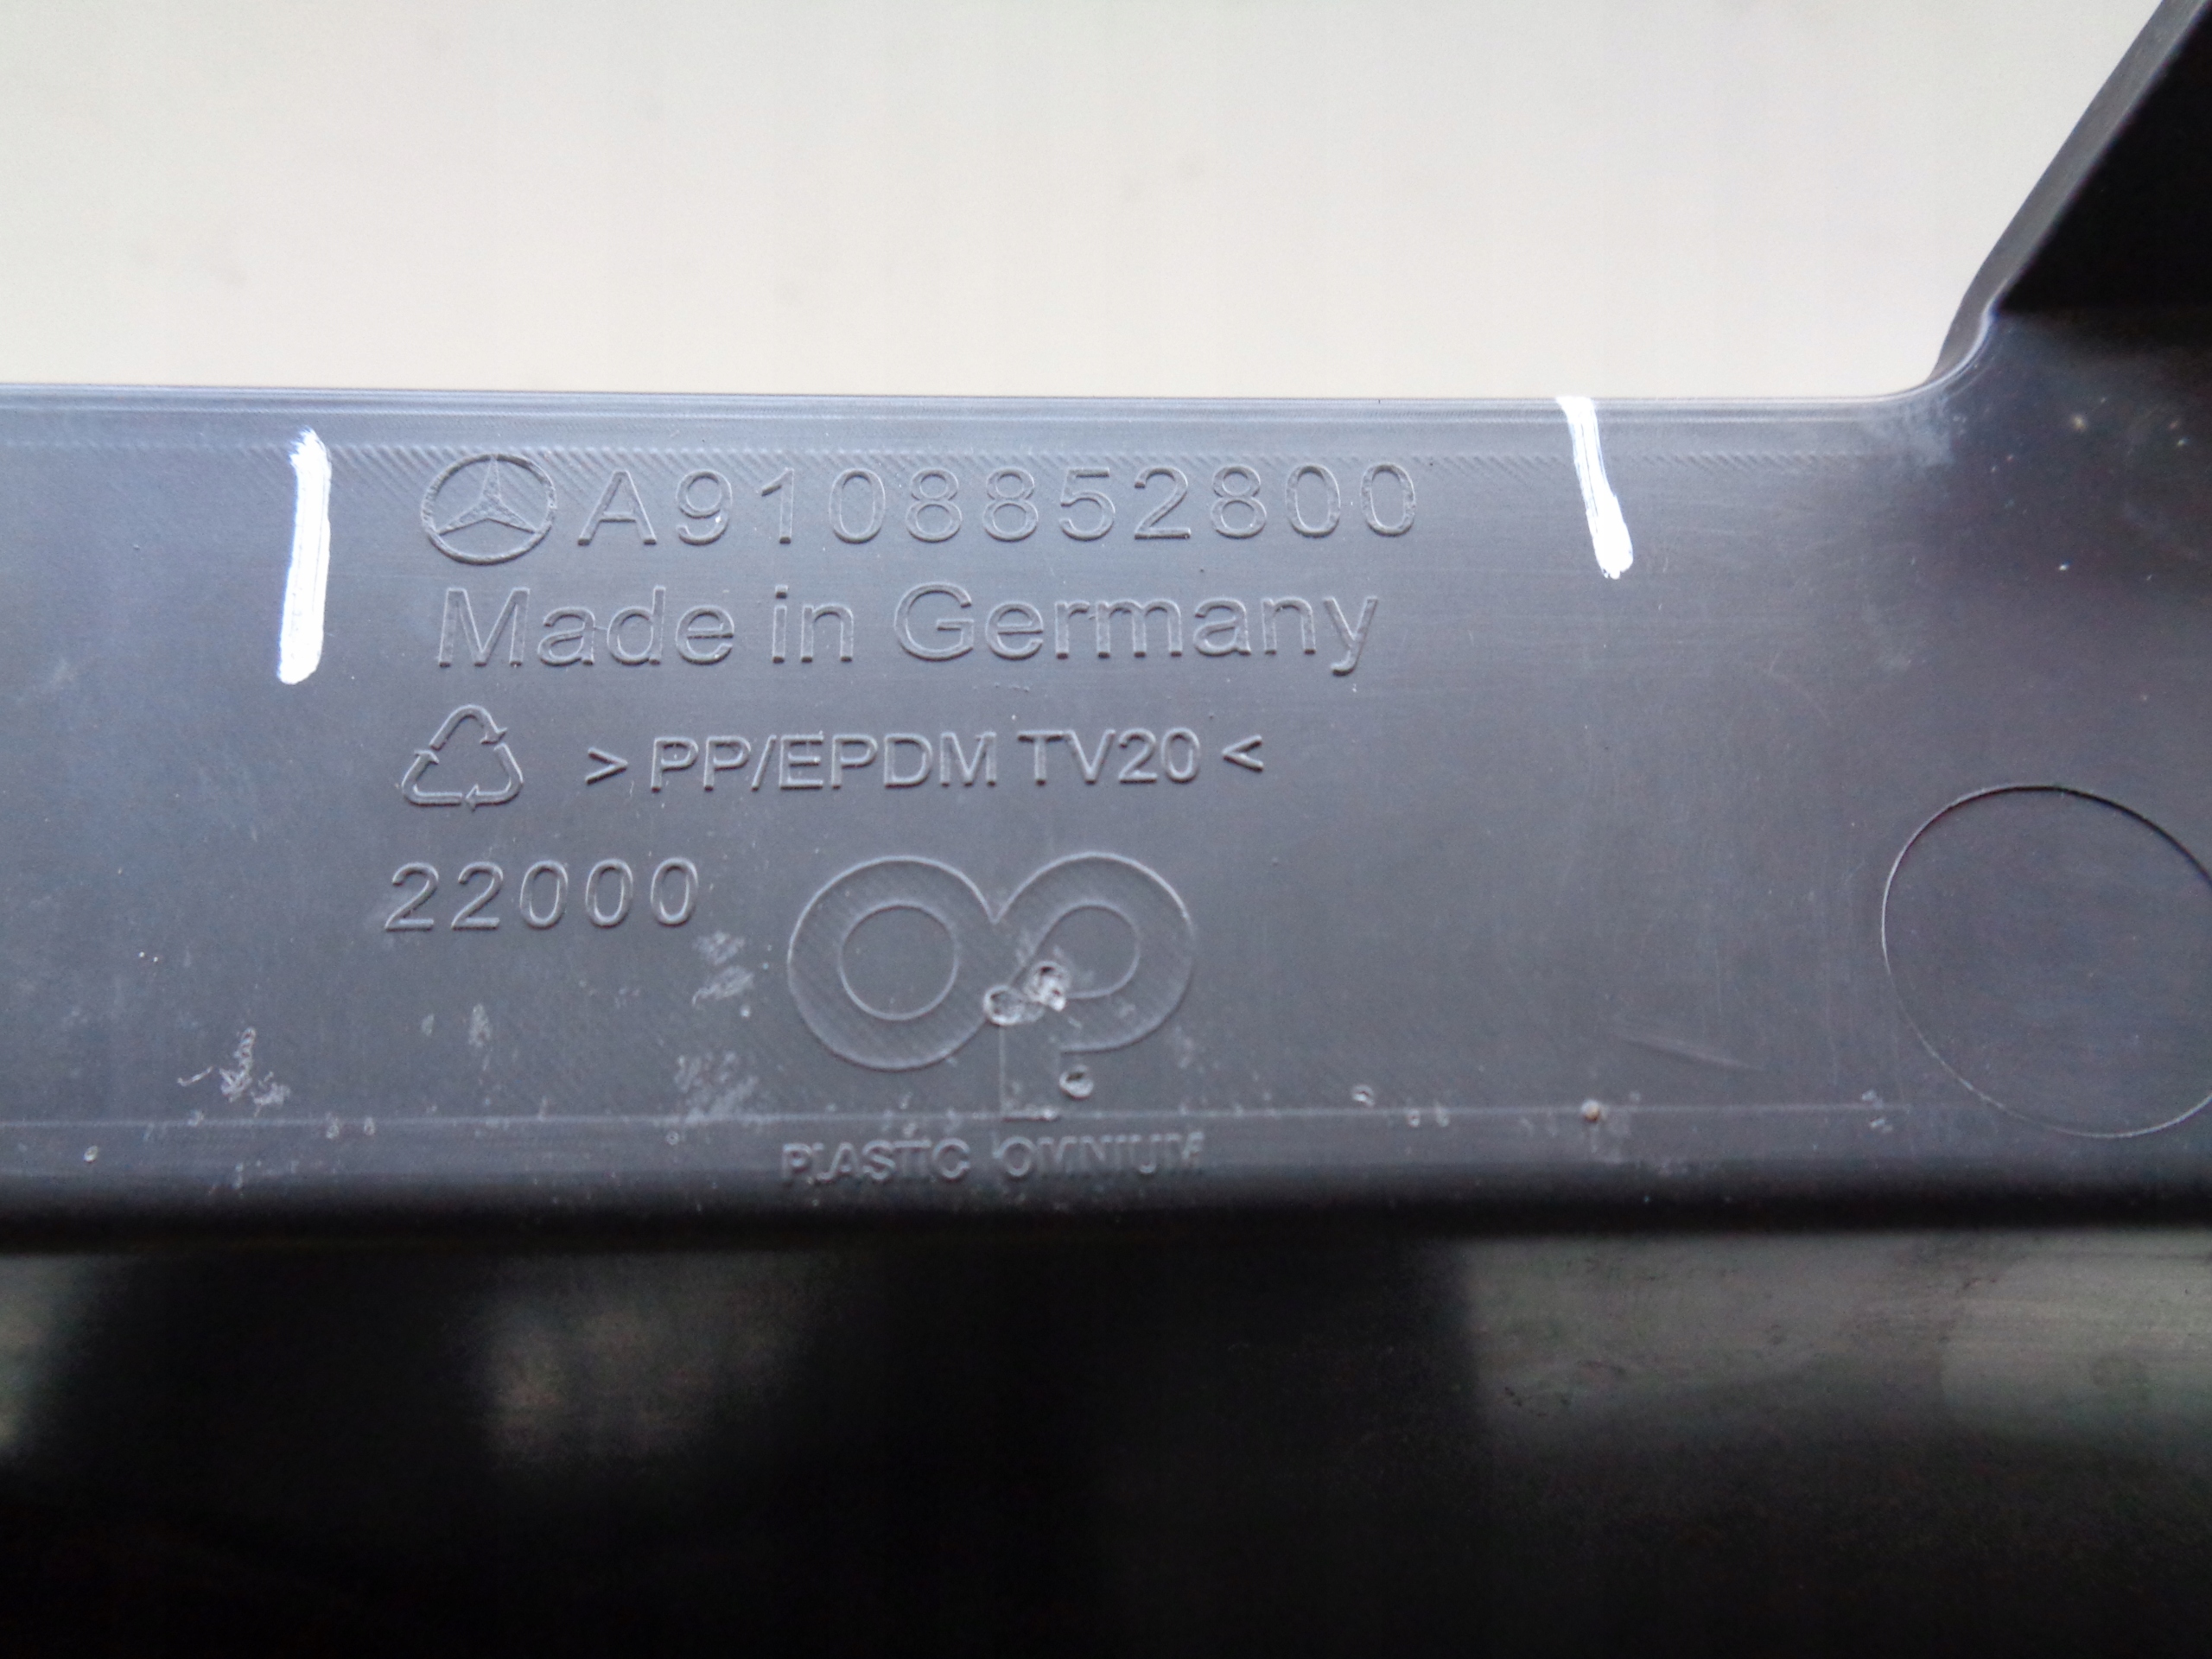 A9108852800
Made in Germany
> PP/EPDM TV20 <
22000
PLASTIC OMNIUM